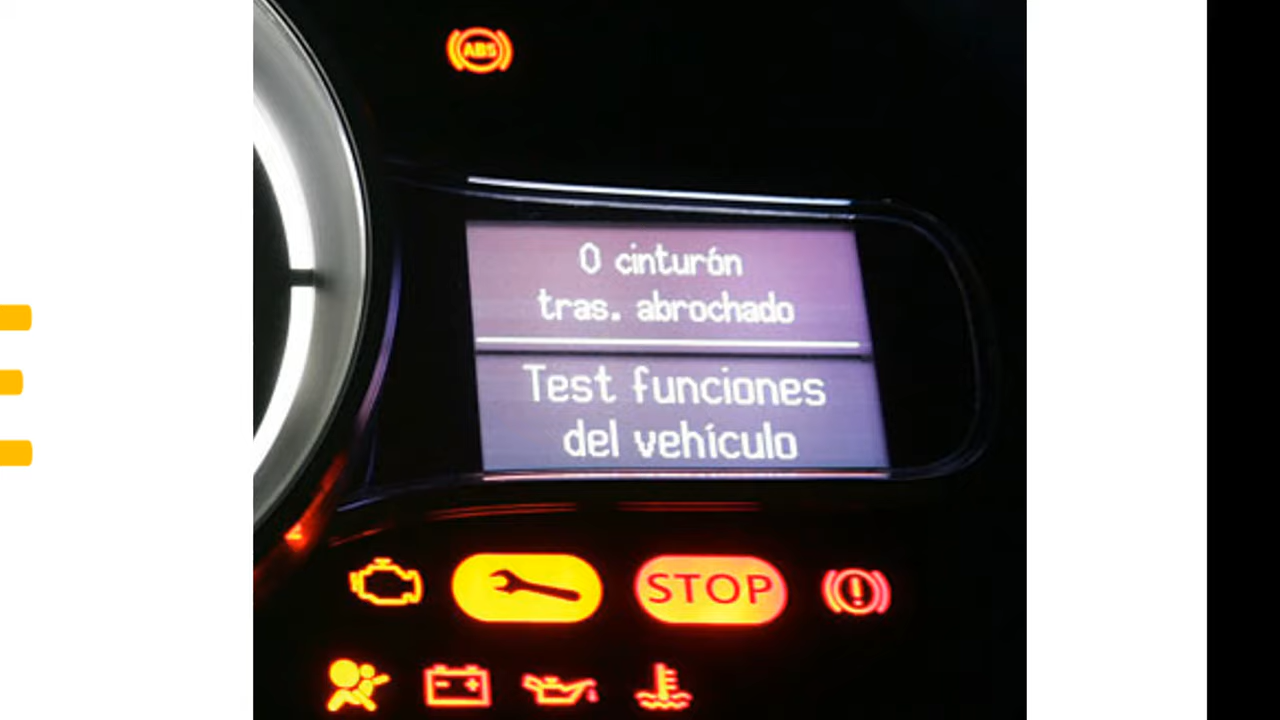 ABS
0 cinturón
tras. abrochado
Test funciones
del vehículo
STOP